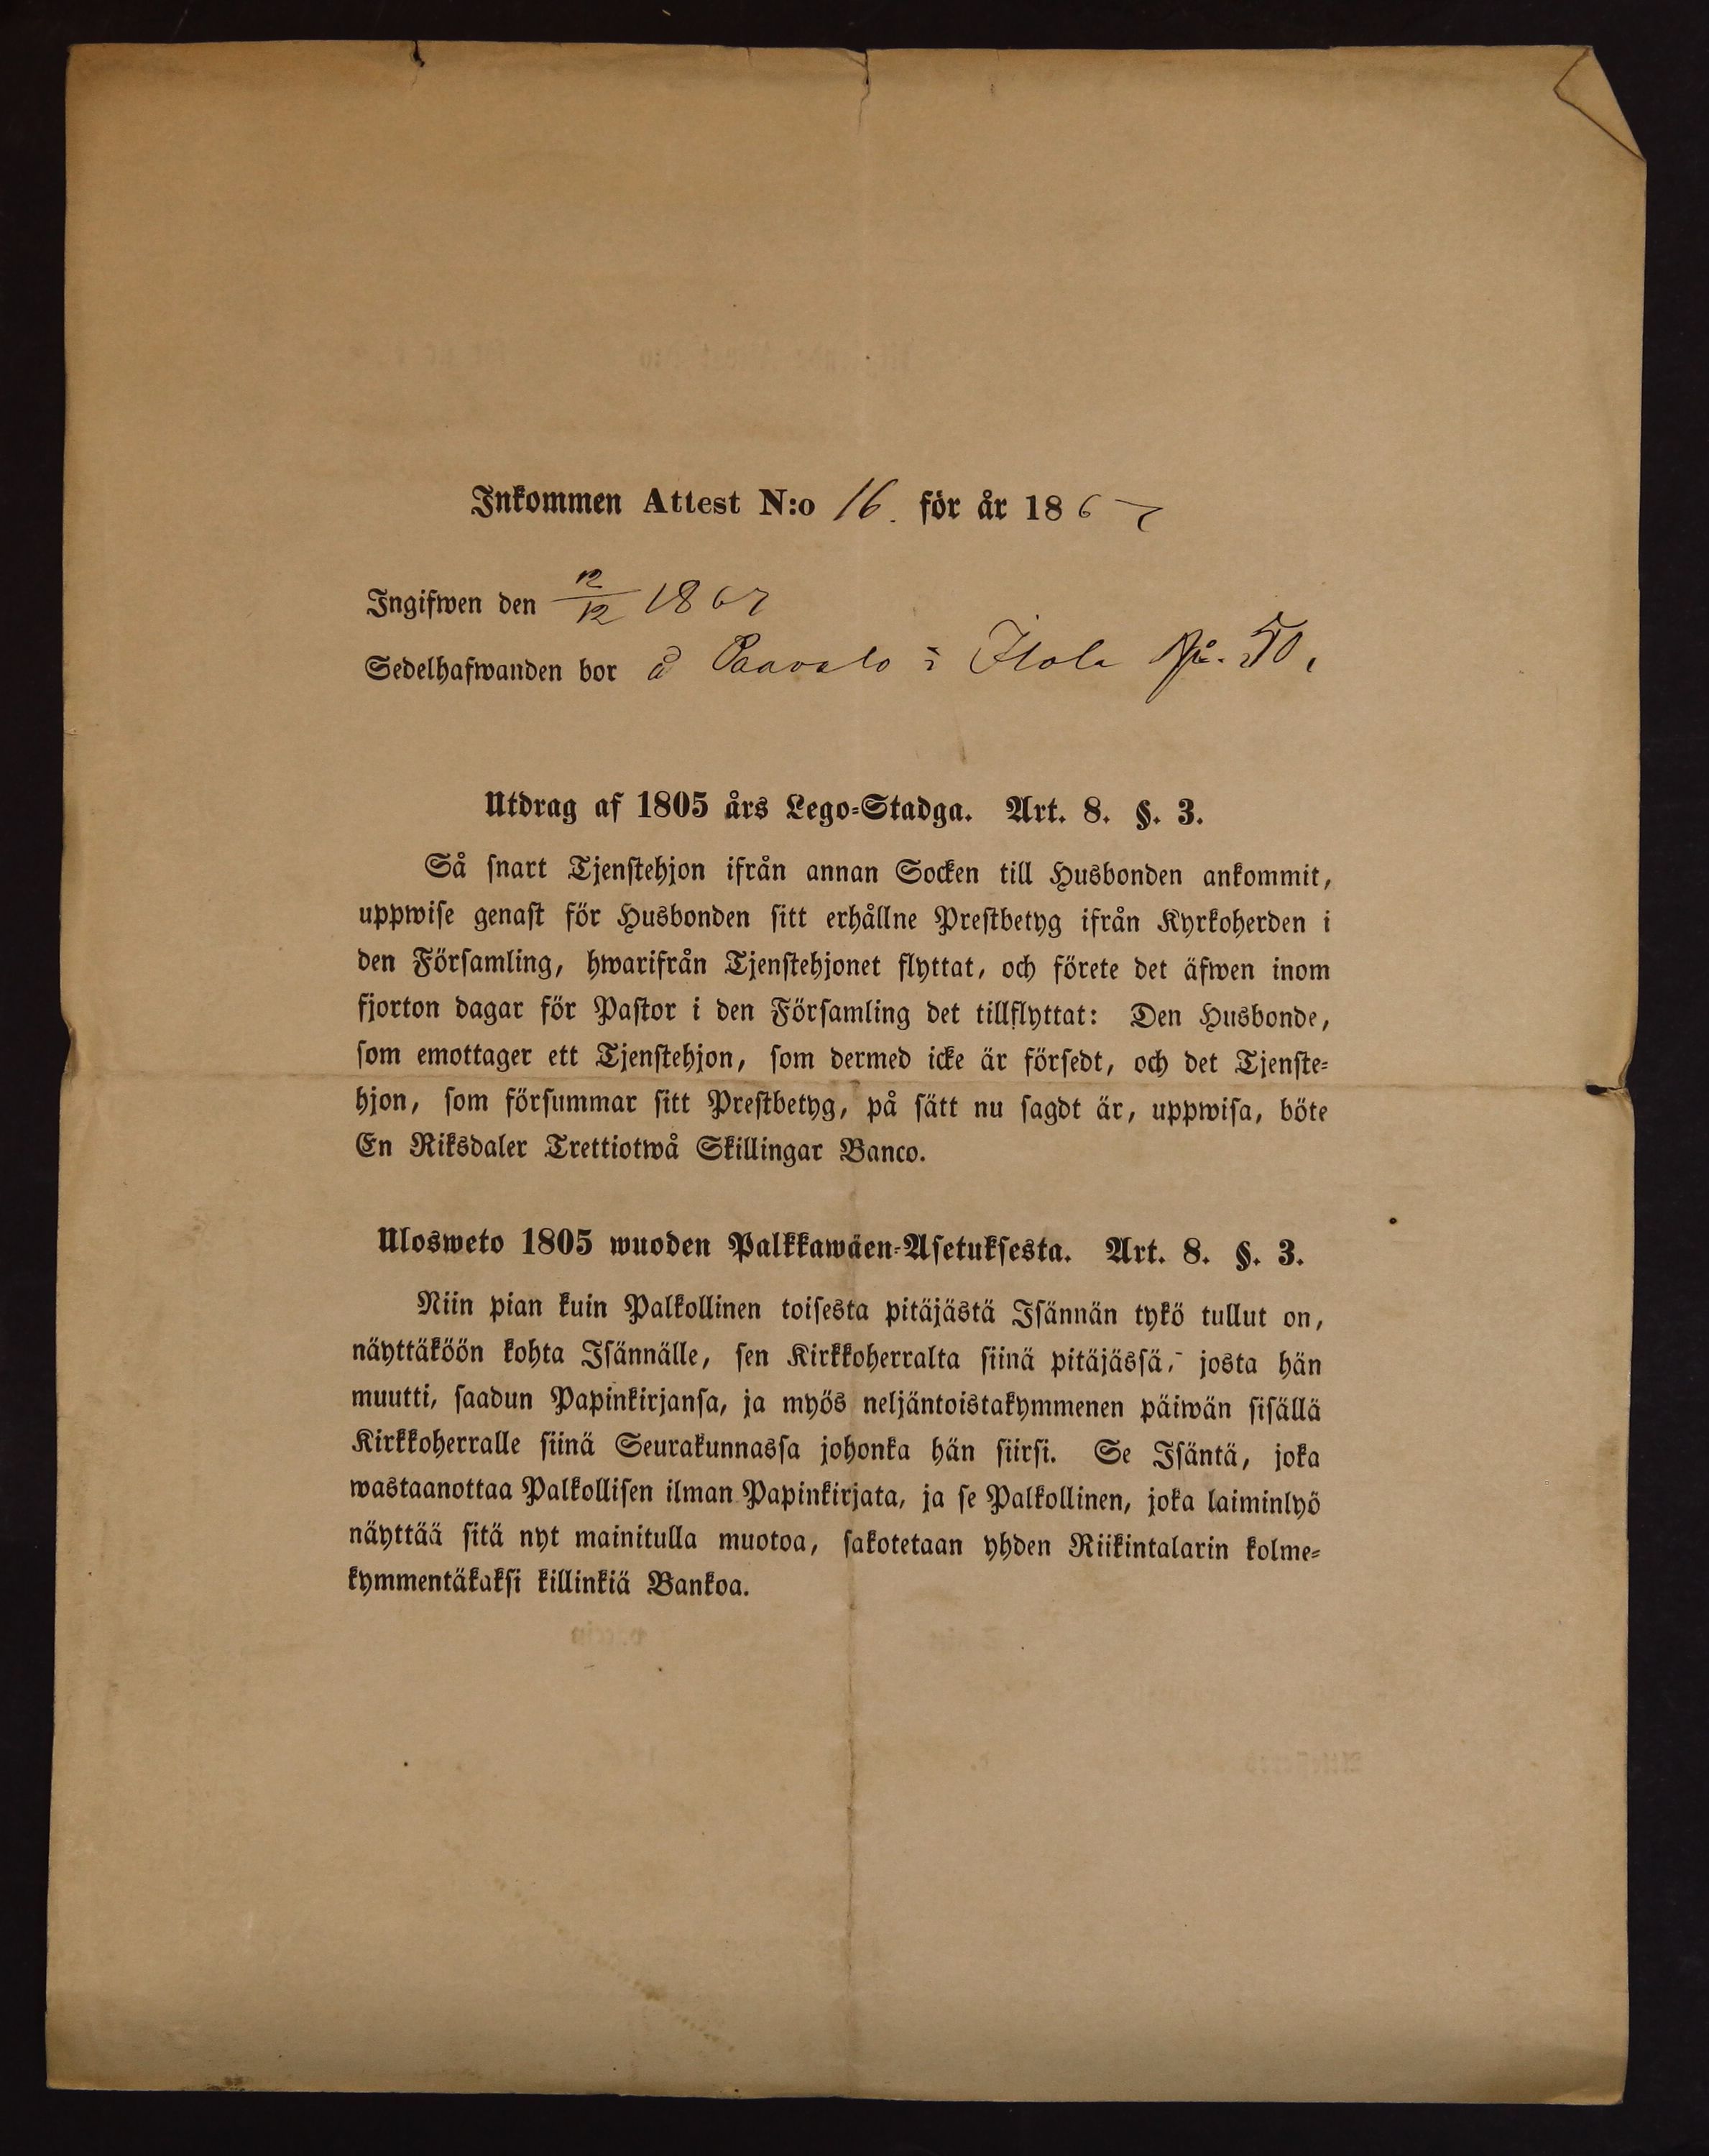 Inkommen Attest N:o 16. för år 1867
Ingifwen den 12/12 1867
Sedelhafwanden bor å Paavalo i Ilola 50.
Utdrag af 1805 års Lego-Stadga. Art. 8. §. 3.
Så snart Tjenstehjon ifrån annan Socken till Husbonden ankommit,
uppwise genast för Husbonden sitt erhållne Prestbetyg ifrån Kyrkoherden i
den Församling, hwarifrån Tjenstehjonet flyttat, och förete det äfwen inom
fjorton dagar för Pastor i den Församling det tillflyttat: Den Husbonde,
som emottager ett Tjenstehjon, som dermed icke är försedt, och det Tjenste-
hjon, som försummar sitt Prestbetyg, på sätt nu sagdt är, uppwisa, böte
En Riksdaler Trettiotwå Skillingar Banco.
Ulosweto 1805 wuoden Palkkawäen-Asetuksesta. Art. 8. §. 3.
Niin pian kuin Palkollinen toisesta pitäjästä Isännän tykö tullut on,
näyttäköön kohta Isännälle, sen Kirkkoherralta siinä pitäjässä, josta hän
muutti, saadun Papinkirjansa, ja myös neljäntoistakymmenen päiwän sisällä
Kirkkoherralle siinä Seurakunnassa johonka hän siirsi. Se Isäntä, joka
wastaanottaa Palkollisen ilman Papinkirjata, ja se Palkollinen, joka laiminlyö
näyttää sitä nyt mainitulla muotoa, sakotetaan yhden Riikintalarin kolme-
kymmentäkaksi killinkiä Bankoa.